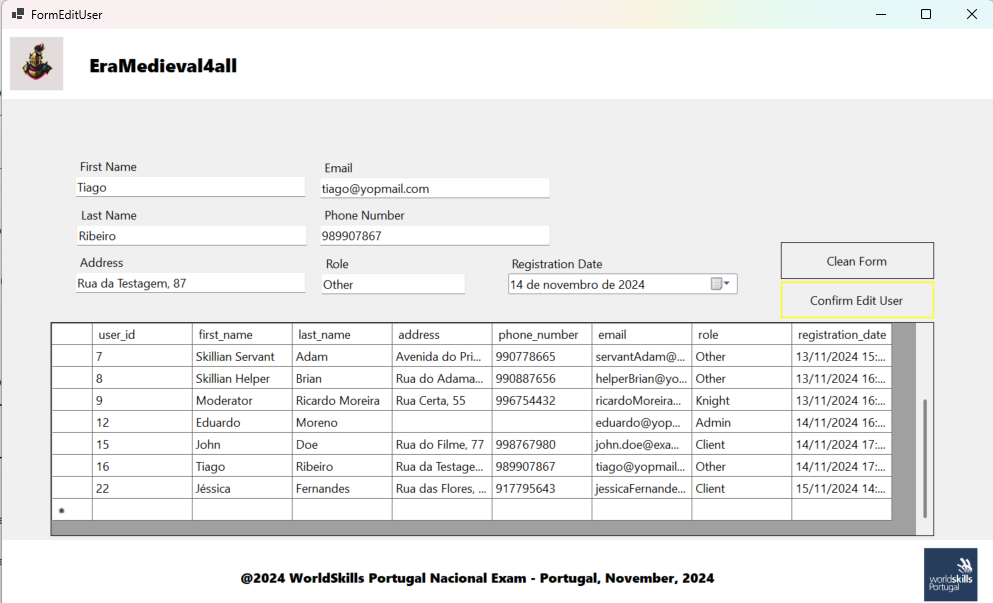 FormEditUser
EraMedieval4all
First Name Email
Tiago tiago@yopmail.com
Last Name Phone Number
Ribeiro 989907867
Address Role Registration Date Clean Form
Rua da Testagem, 87 Other 14 de novembro de 2024
Confirm Edit User
user_id first_name last_name address phone_number email role registration_date
7 Skillian Servant Adam Avenida do Pri... 990778665 servantAdam@... Other 13/11/2024 15:...
8 Skillian Helper Brian Rua do Adama... 990887656 helperBrian@yo... Other 13/11/2024 16:...
9 Moderator Ricardo Moreira Rua Certa, 55 996754432 ricardoMoreira... Knight 13/11/2024 16:...
12 Eduardo Moreno eduardo@yop... Admin 14/11/2024 16:...
15 John Doe Rua do Filme, 77 998767980 john.doe@exa... Client 14/11/2024 17:...
16 Tiago Ribeiro Rua da Testage... 989907867 tiago@yopmail... Other 14/11/2024 17:...
22 Jéssica Fernandes Rua das Flores, ... 917795643 jessicaFernande... Client 15/11/2024 14:...
@2024 WorldSkills Portugal Nacional Exam - Portugal, November, 2024
worldskills
Portugal